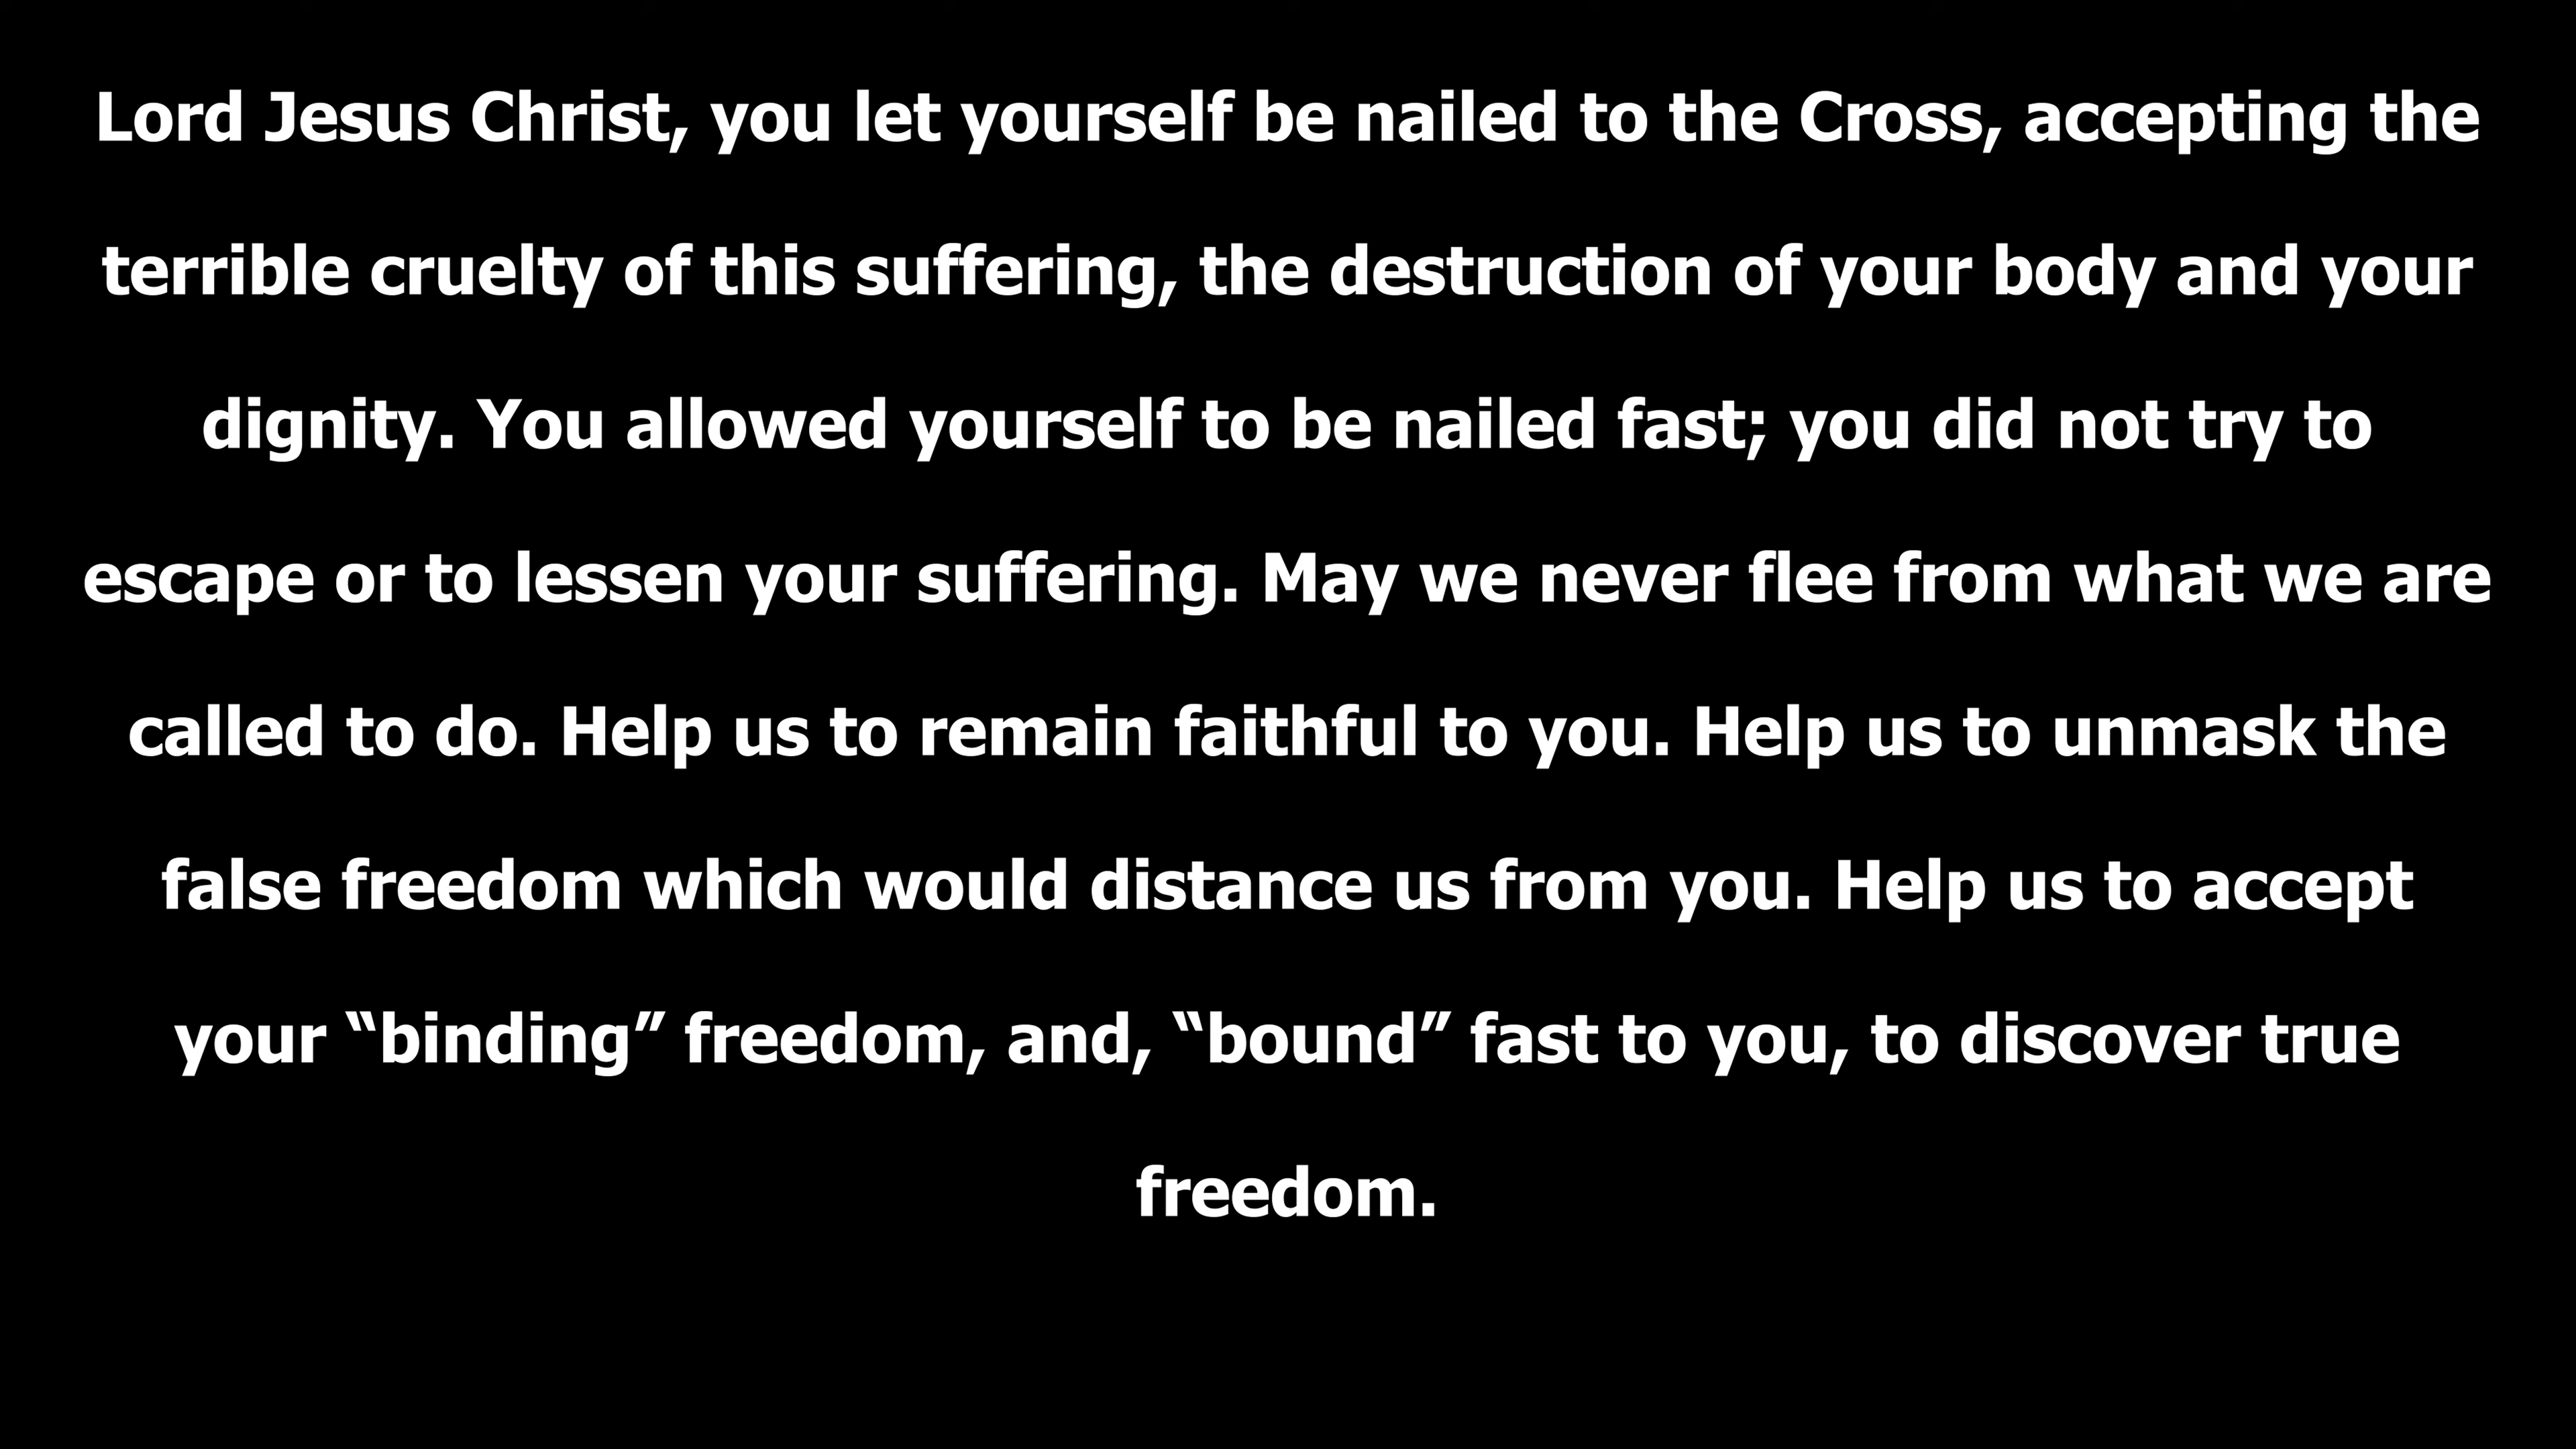 Lord Jesus Christ, you let yourself be nailed to the Cross, accepting the
terrible cruelty of this suffering, the destruction of your body and your
dignity. You allowed yourself to be nailed fast; you did not try to
escape or to lessen your suffering. May we never flee from what we are
called to do. Help us to remain faithful to you. Help us to unmask the
false freedom which would distance us from you. Help us to accept
your “binding” freedom, and, “bound” fast to you, to discover true
freedom.